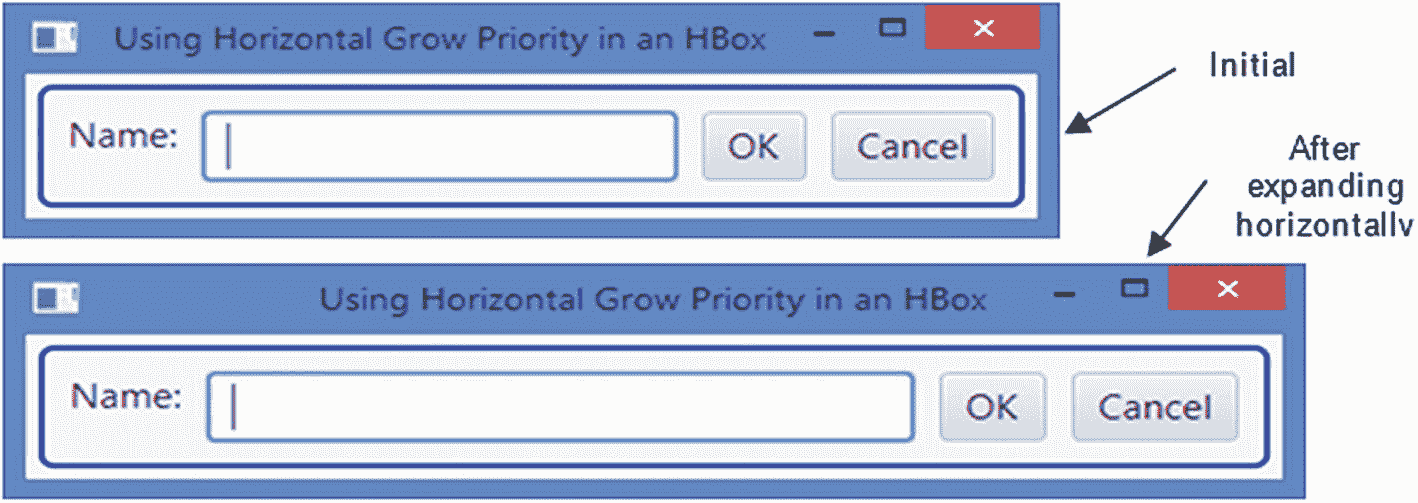 Using Horizontal Grow Priority in an HBox
Initial
Name:
OK
Cancel
After
expanding
horizontally
Using Horizontal Grow Priority in an HBox
Name:
OK
Cancel